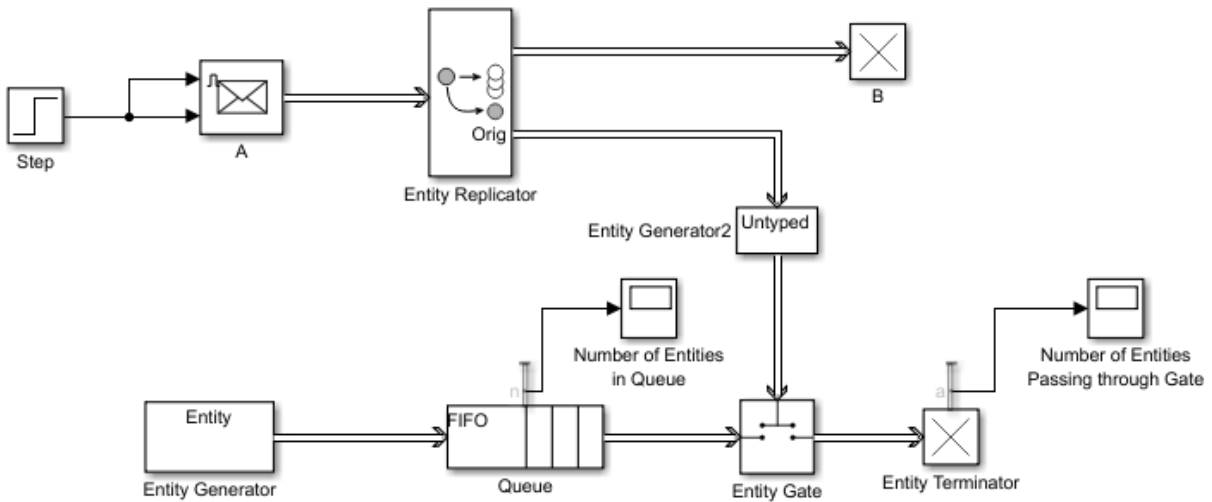 Step
A
Orig
Entity Replicator
B
Entity Generator2
Untyped
Number of Entities
in Queue
Number of Entities
Passing through Gate
n
a
Entity
Entity Generator
FIFO
Queue
Entity Gate
Entity Terminator